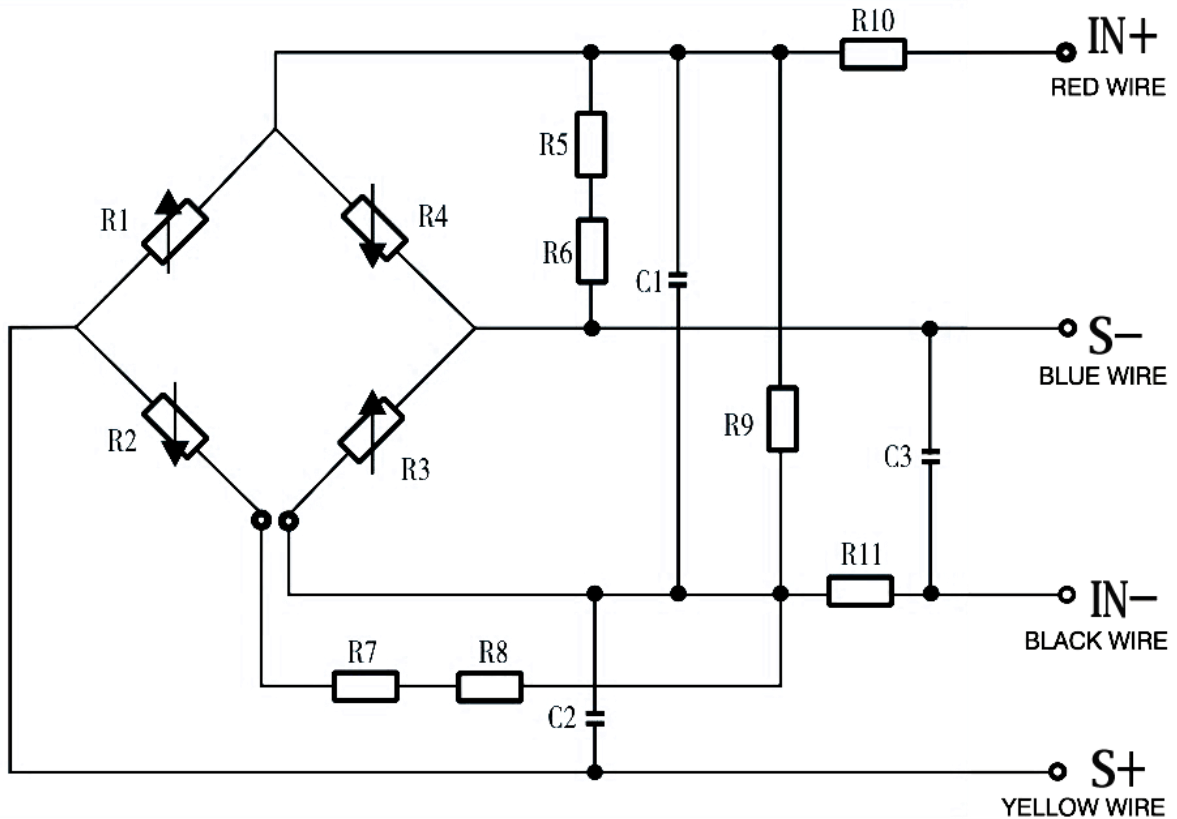 R10
IN+
RED WIRE
R5
R1
R4
R6
C1
S−
BLUE WIRE
R9
R2
R3
C3
R11
IN−
BLACK WIRE
R7
R8
C2
S+
YELLOW WIRE